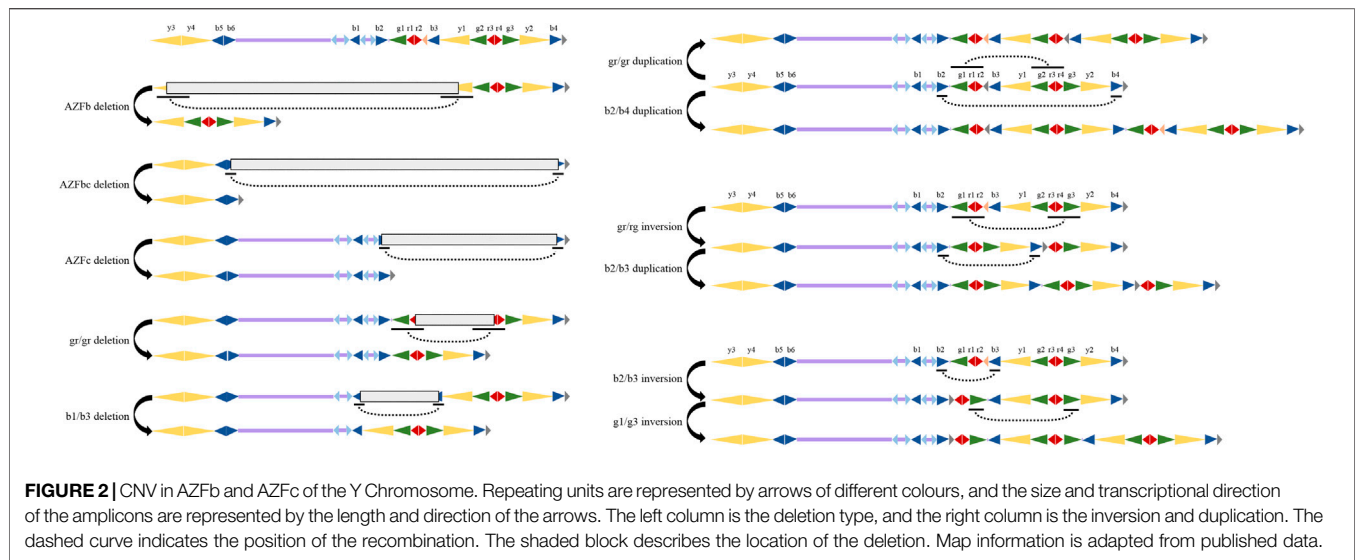 y3 y4 b5 b6 b1 b2 g1 r1 r2 b3 y1 g2 r3 r4 g3 y2 b4
AZFb deletion
AZFbc deletion
AZFc deletion
gr/gr deletion
b1/b3 deletion
gr/gr duplication
y3 y4 b5 b6 b1 b2 g1 r1 r2 b3 y1 g2 r3 r4 g3 y2 b4
b2/b4 duplication
y3 y4 b5 b6 b1 b2 g1 r1 r2 b3 y1 g2 r3 r4 g3 y2 b4
gr/rg inversion
b2/b3 duplication
y3 y4 b5 b6 b1 b2 g1 r1 r2 b3 y1 g2 r3 r4 g3 y2 b4
b2/b3 inversion
g1/g3 inversion
FIGURE 2 | CNV in AZFb and AZFc of the Y Chromosome. Repeating units are represented by arrows of different colours, and the size and transcriptional direction
of the amplicons are represented by the length and direction of the arrows. The left column is the deletion type, and the right column is the inversion and duplication. The
dashed curve indicates the position of the recombination. The shaded block describes the location of the deletion. Map information is adapted from published data.